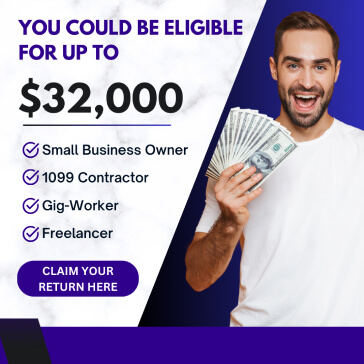 YOU COULD BE ELIGIBLE
FOR UP TO
$32,000
Small Business Owner
1099 Contractor
Gig-Worker
Freelancer
CLAIM YOUR
RETURN HERE